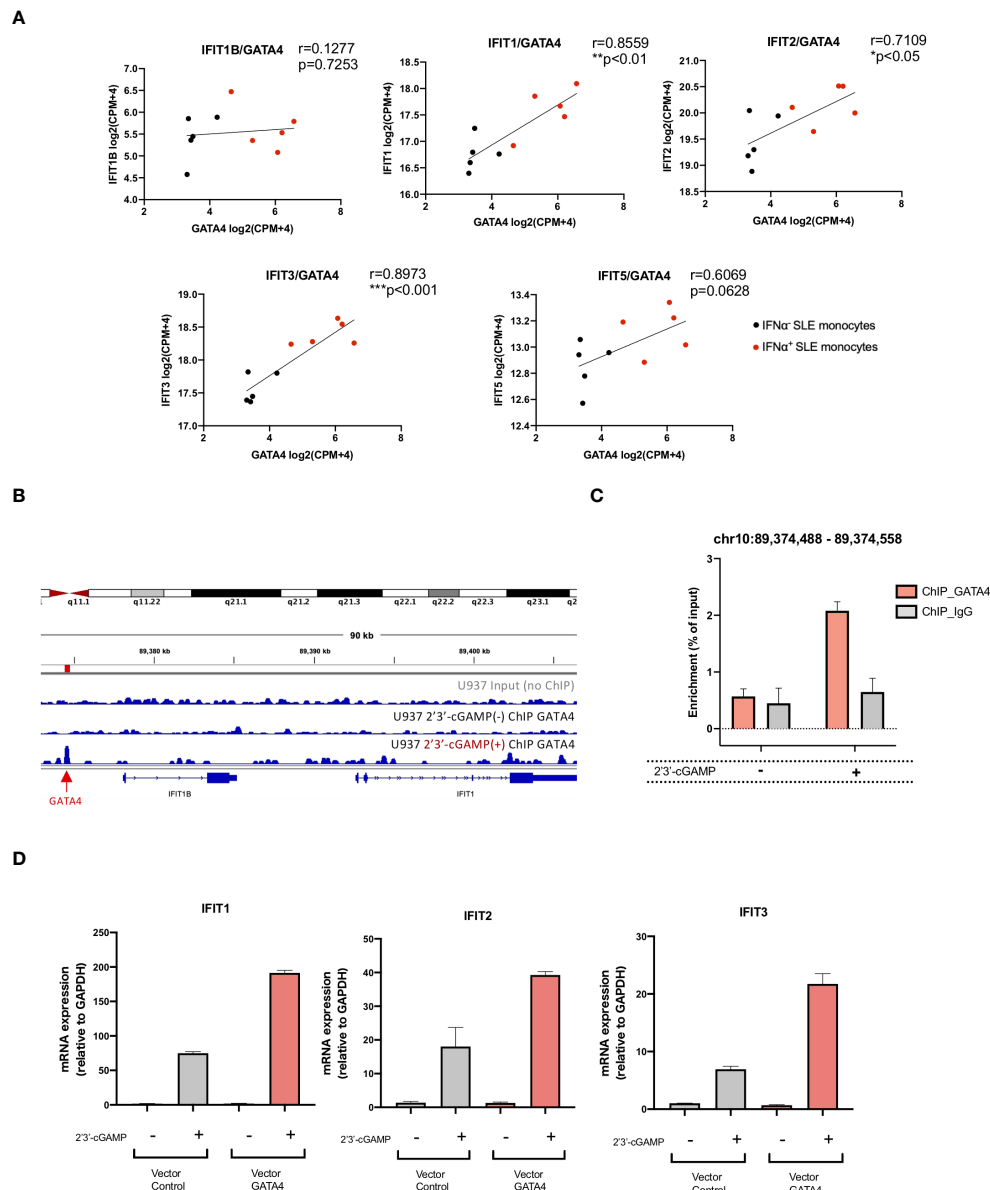 A
IFIT1B/GATA4
r=0.1277
p=0.7253
IFIT1B log2(CPM+4)
7.0
6.5
6.0
5.5
5.0
4.5
4.0
2 4 6 8
GATA4 log2(CPM+4)
IFIT1/GATA4
r=0.8559
**p<0.01
IFIT1 log2(CPM+4)
18.5
18.0
17.5
17.0
16.5
16.0
2 4 6 8
GATA4 log2(CPM+4)
IFIT2/GATA4
r=0.7109
*p<0.05
IFIT2 log2(CPM+4)
21.0
20.5
20.0
19.5
19.0
18.5
2 4 6 8
GATA4 log2(CPM+4)
IFIT3/GATA4
r=0.8973
***p<0.001
IFIT3 log2(CPM+4)
19.0
18.5
18.0
17.5
17.0
2 4 6 8
GATA4 log2(CPM+4)
IFIT5/GATA4
r=0.6069
p=0.0628
IFIT5 log2(CPM+4)
13.4
13.2
13.0
12.8
12.6
12.4
2 4 6 8
GATA4 log2(CPM+4)
IFNα- SLE monocytes
IFNα+ SLE monocytes
B
q11.1 q11.22 q21.1 q21.2 q21.3 q22.1 q22.2 q22.3 q23.1 q2
90 kb
89,380 kb 89,390 kb 89,400 kb
U937 Input (no ChIP)
U937 2'3'-cGAMP(-) ChIP GATA4
U937 2'3'-cGAMP(+) ChIP GATA4
IFIT1B IFIT1
GATA4
C
chr10:89,374,488 - 89,374,558
Enrichment (% of input)
3
2
1
0
ChIP_GATA4
ChIP_IgG
2'3'-cGAMP - +
D
IFIT1
mRNA expression
(relative to GAPDH)
250
200
150
100
50
0
2'3'-cGAMP - + - +
Vector Vector
Control GATA4
IFIT2
mRNA expression
(relative to GAPDH)
50
40
30
20
10
0
2'3'-cGAMP - + - +
Vector Vector
Control GATA4
IFIT3
mRNA expression
(relative to GAPDH)
30
20
10
0
2'3'-cGAMP - + - +
Vector Vector
Control GATA4